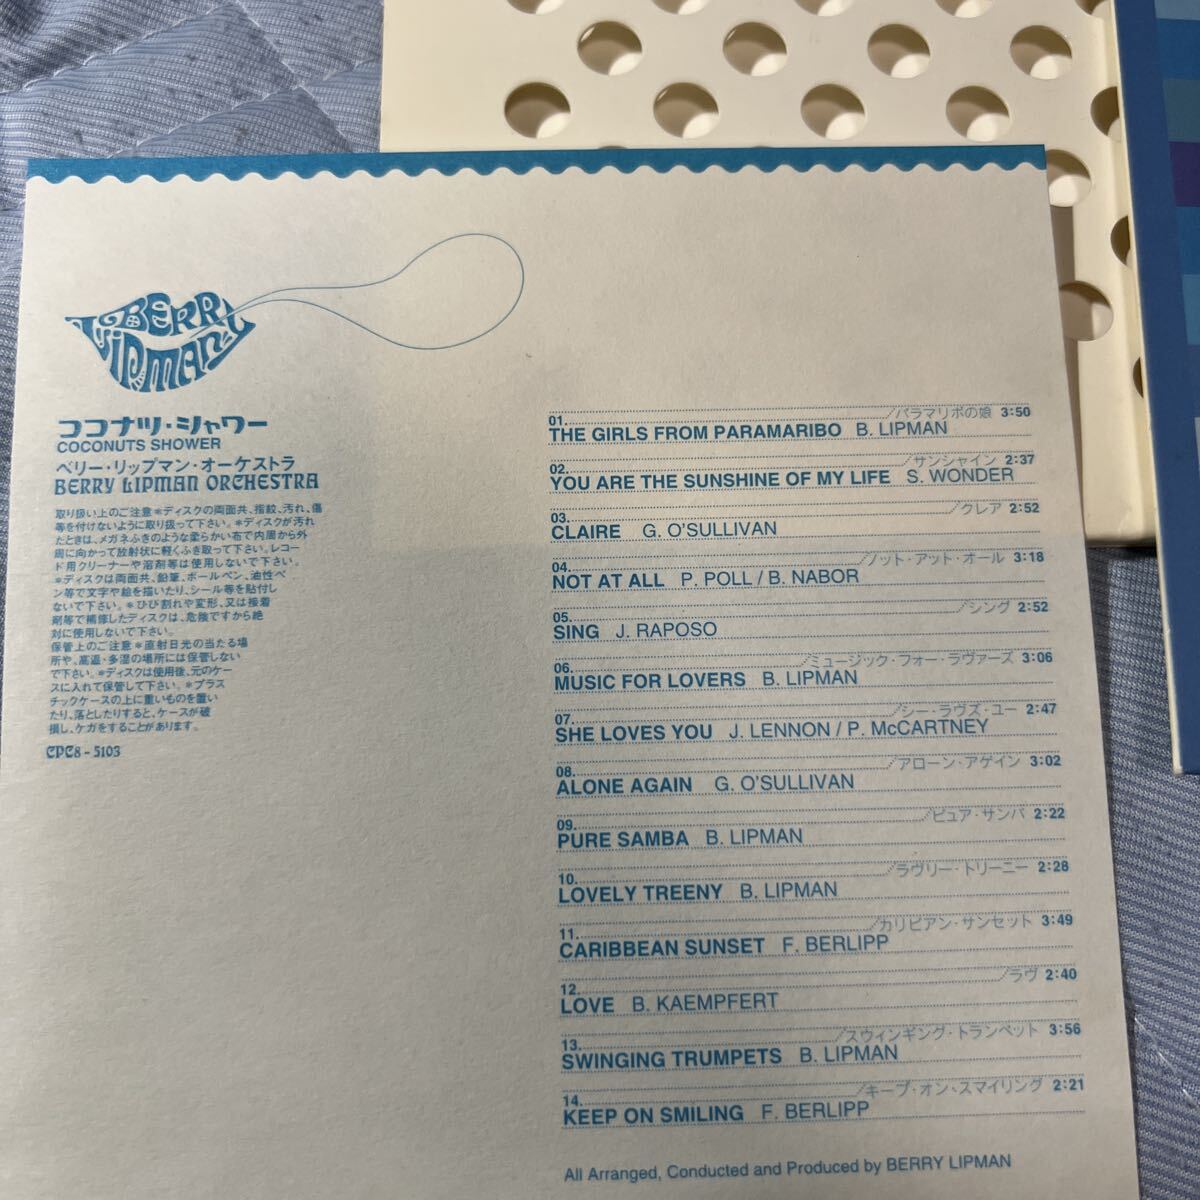 BERRY
LIPMAN
ココナツ・シャワー
COCONUTS SHOWER
ベリー・リップマン・オーケストラ
BERRY LIPMAN ORCHESTRA
取り扱い上のご注意＊ディスクの両面共、指紋、汚れ、傷
等を付けないように取り扱って下さい。＊ディスクが汚れ
たときは、メガネふきのような柔らかい布で内周から外
周に向かって放射状に軽くふき取って下さい。レコー
ド用クリーナーや溶剤等は使用しないで下さい。
＊ディスクは両面共、鉛筆、ボールペン、油性ペ
ン等で文字や絵を描いたり、シール等を貼付し
ないで下さい。＊ひび割れや変形、又は接着
剤等で補修したディスクは、危険ですから絶
対に使用しないで下さい。
保管上のご注意＊直射日光の当たる場
所や、高温・多湿の場所には保管しない
で下さい。＊ディスクは使用後、元のケー
スに入れて保管して下さい。＊プラス
チックケースの上に重いものを置い
たり、落としたりすると、ケースが破
損し、ケガをすることがあります。
CPC8-5103
01. パラマリボの娘 3:50
THE GIRLS FROM PARAMARIBO B. LIPMAN
02. サンシャイン 2:37
YOU ARE THE SUNSHINE OF MY LIFE S. WONDER
03. クレア 2:52
CLAIRE G. O'SULLIVAN
04. ノット・アット・オール 3:18
NOT AT ALL P. POLL / B. NABOR
05. シング 2:52
SING J. RAPOSO
06. ミュージック・フォー・ラヴァーズ 3:06
MUSIC FOR LOVERS B. LIPMAN
07. シー・ラヴズ・ユー 2:47
SHE LOVES YOU J. LENNON / P. McCARTNEY
08. アローン・アゲイン 3:02
ALONE AGAIN G. O'SULLIVAN
09. ピュア・サンバ 2:22
PURE SAMBA B. LIPMAN
10. ラヴリー・トリーニー 2:28
LOVELY TREENY B. LIPMAN
11. カリビアン・サンセット 3:49
CARIBBEAN SUNSET F. BERLIPP
12. ラヴ 2:40
LOVE B. KAEMPFERT
13. スウィンギング・トランペット 3:56
SWINGING TRUMPETS B. LIPMAN
14. キープ・オン・スマイリング 2:21
KEEP ON SMILING F. BERLIPP
All Arranged, Conducted and Produced by BERRY LIPMAN